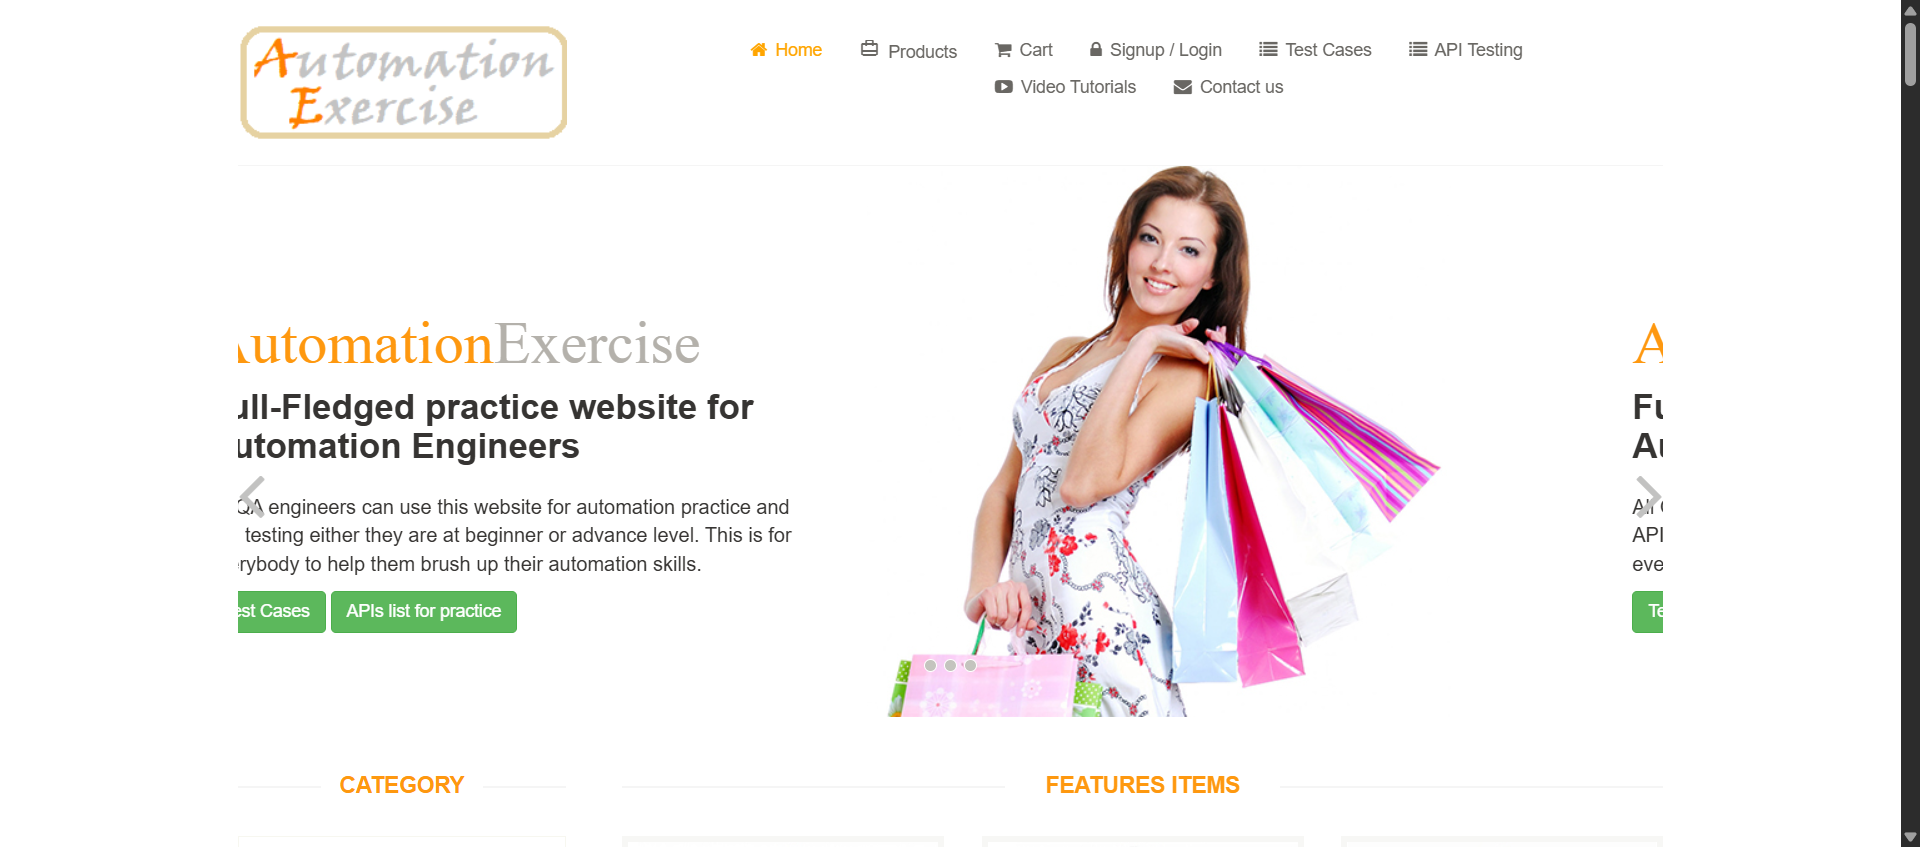 Automation
Exercise
Home Products Cart Signup / Login Test Cases API Testing
Video Tutorials Contact us
AutomationExercise
ull-Fledged practice website for
utomation Engineers
QA engineers can use this website for automation practice and
testing either they are at beginner or advance level. This is for
rybody to help them brush up their automation skills.
est Cases APIs list for practice
A
Fu
Au
All
API
eve
Te
CATEGORY
FEATURES ITEMS